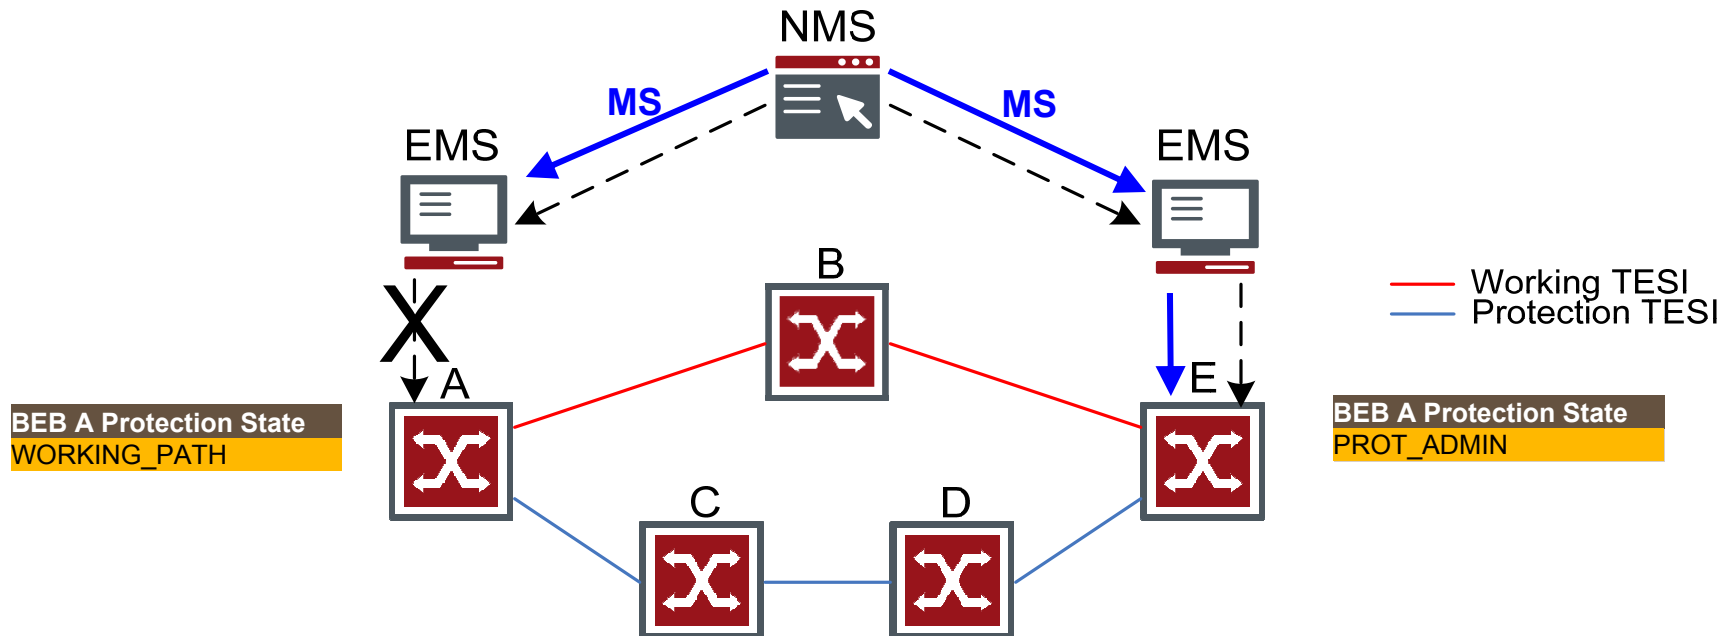 NMS
MS
MS
EMS
EMS
B
Working TESI
Protection TESI
X
A
E
BEB A Protection State
WORKING_PATH
BEB A Protection State
PROT_ADMIN
C
D